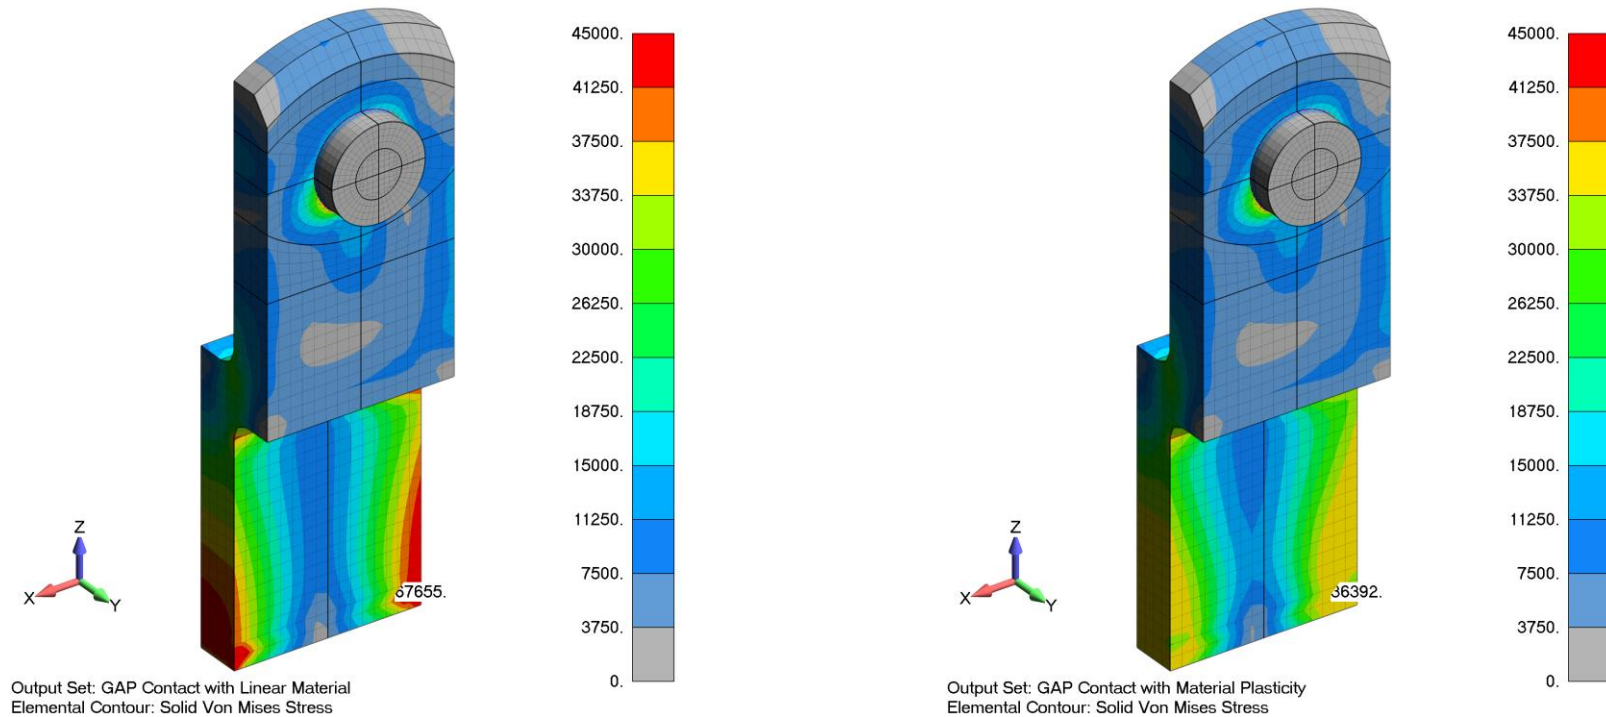 45000.
41250.
37500.
33750.
30000.
26250.
22500.
18750.
15000.
11250.
7500.
3750.
0.
Z
X
Y
67655.
Output Set: GAP Contact with Linear Material
Elemental Contour: Solid Von Mises Stress
45000.
41250.
37500.
33750.
30000.
26250.
22500.
18750.
15000.
11250.
7500.
3750.
0.
Z
X
Y
36392.
Output Set: GAP Contact with Material Plasticity
Elemental Contour: Solid Von Mises Stress